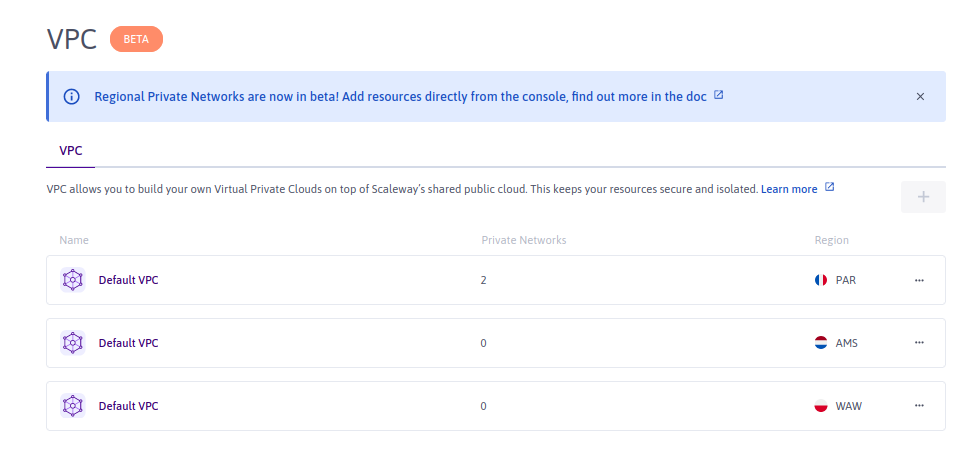 VPC BETA
Regional Private Networks are now in beta! Add resources directly from the console, find out more in the doc
VPC
VPC allows you to build your own Virtual Private Clouds on top of Scaleway's shared public cloud. This keeps your resources secure and isolated. Learn more
Name Private Networks Region
Default VPC 2 PAR
Default VPC 0 AMS
Default VPC 0 WAW